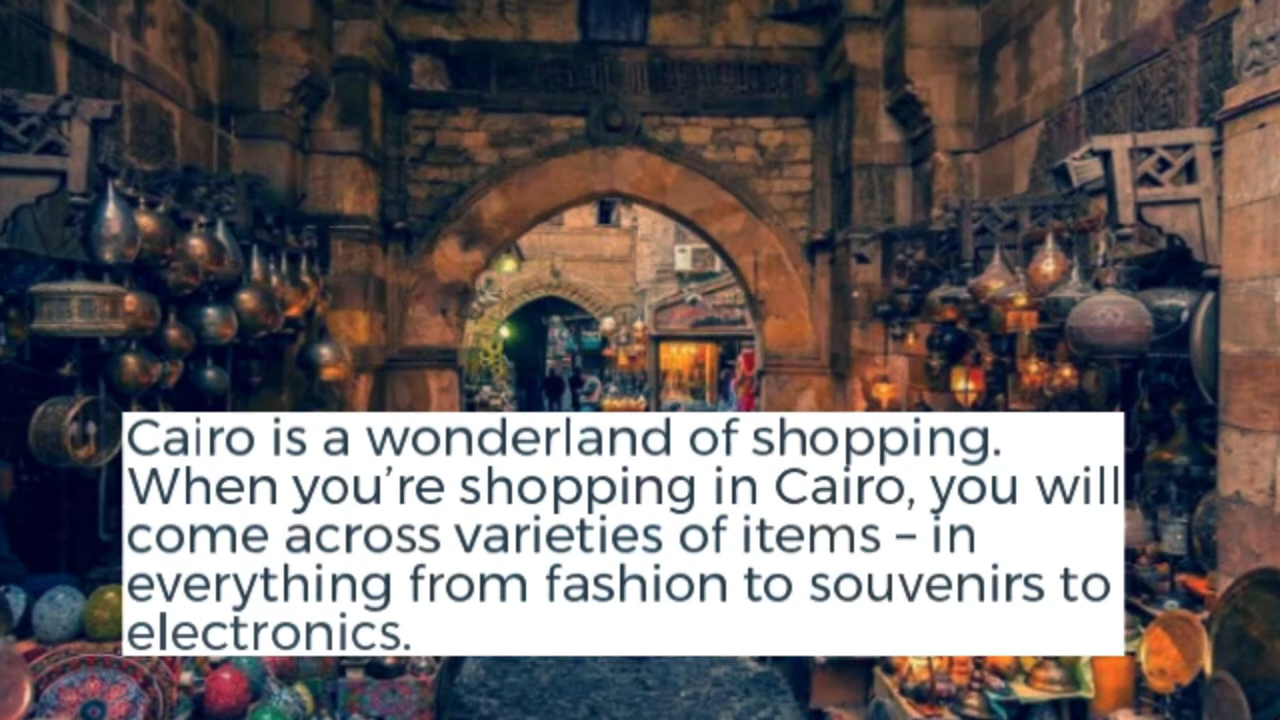 Cairo is a wonderland of shopping.
When you’re shopping in Cairo, you will
come across varieties of items – in
everything from fashion to souvenirs to
electronics.